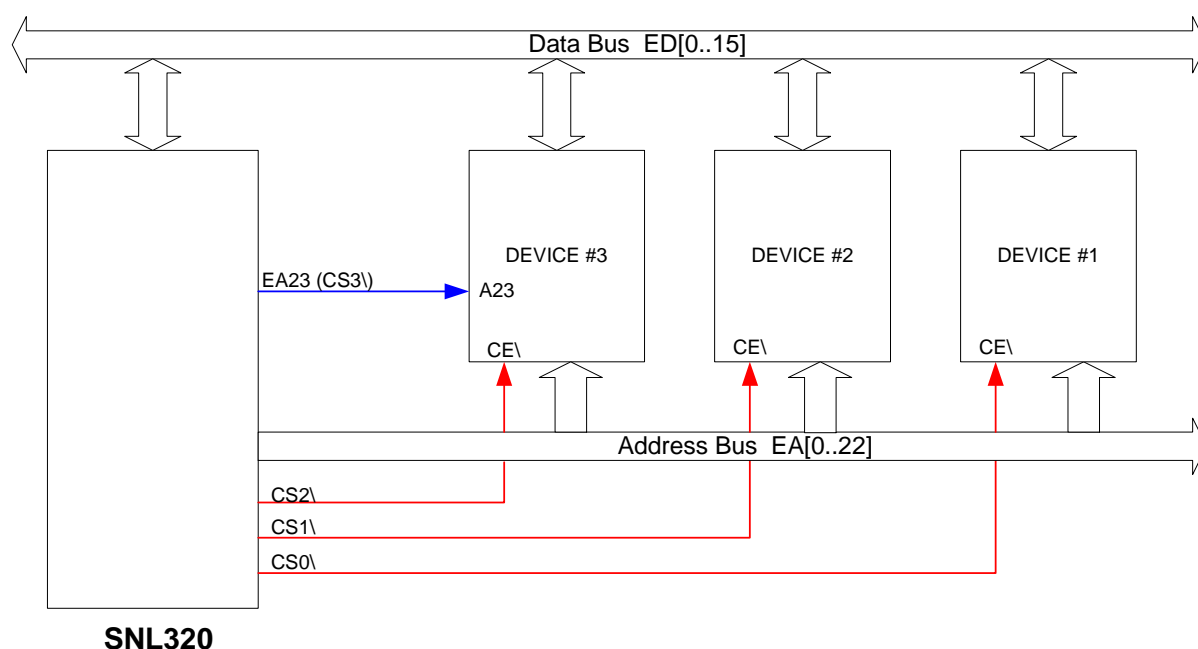 Data Bus ED[0..15]
DEVICE #3
DEVICE #2
DEVICE #1
EA23 (CS3\)
A23
CE\
CE\
CE\
Address Bus EA[0..22]
CS2\
CS1\
CS0\
SNL320